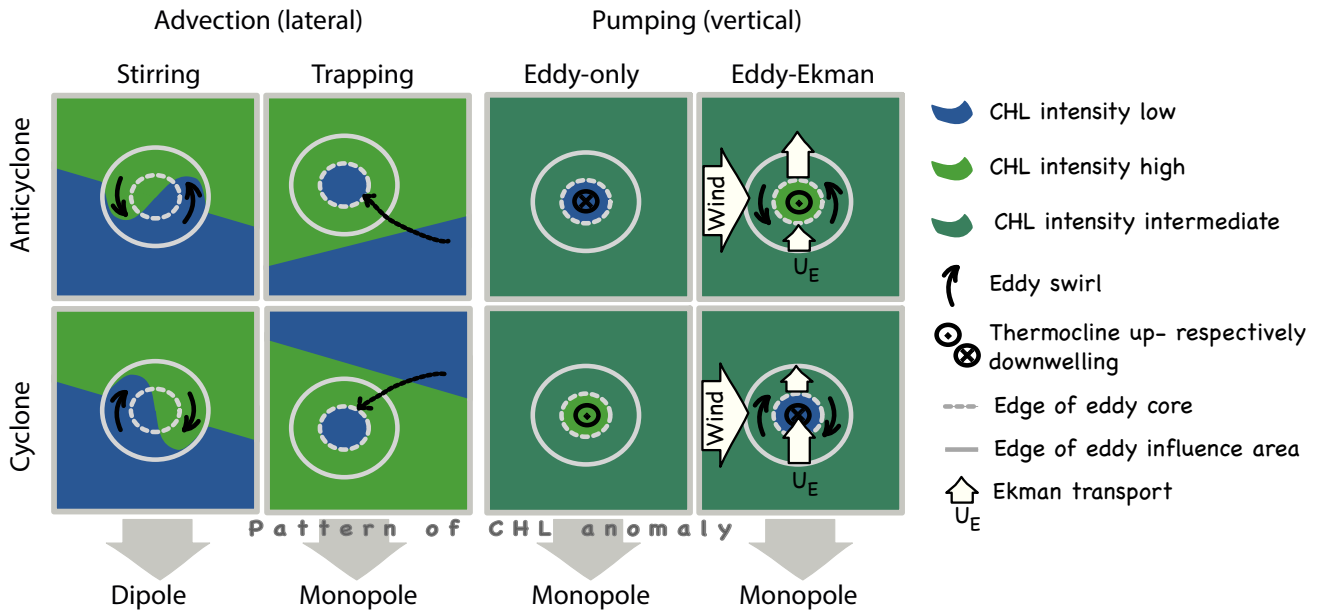 Advection (lateral)
Pumping (vertical)
Stirring
Trapping
Eddy-only
Eddy-Ekman
Anticyclone
Wind
U_E
Cyclone
Wind
U_E
Pattern of CHL anomaly
Dipole
Monopole
Monopole
Monopole
CHL intensity low
CHL intensity high
CHL intensity intermediate
Eddy swirl
Thermocline up- respectively
downwelling
Edge of eddy core
Edge of eddy influence area
Ekman transport
U_E